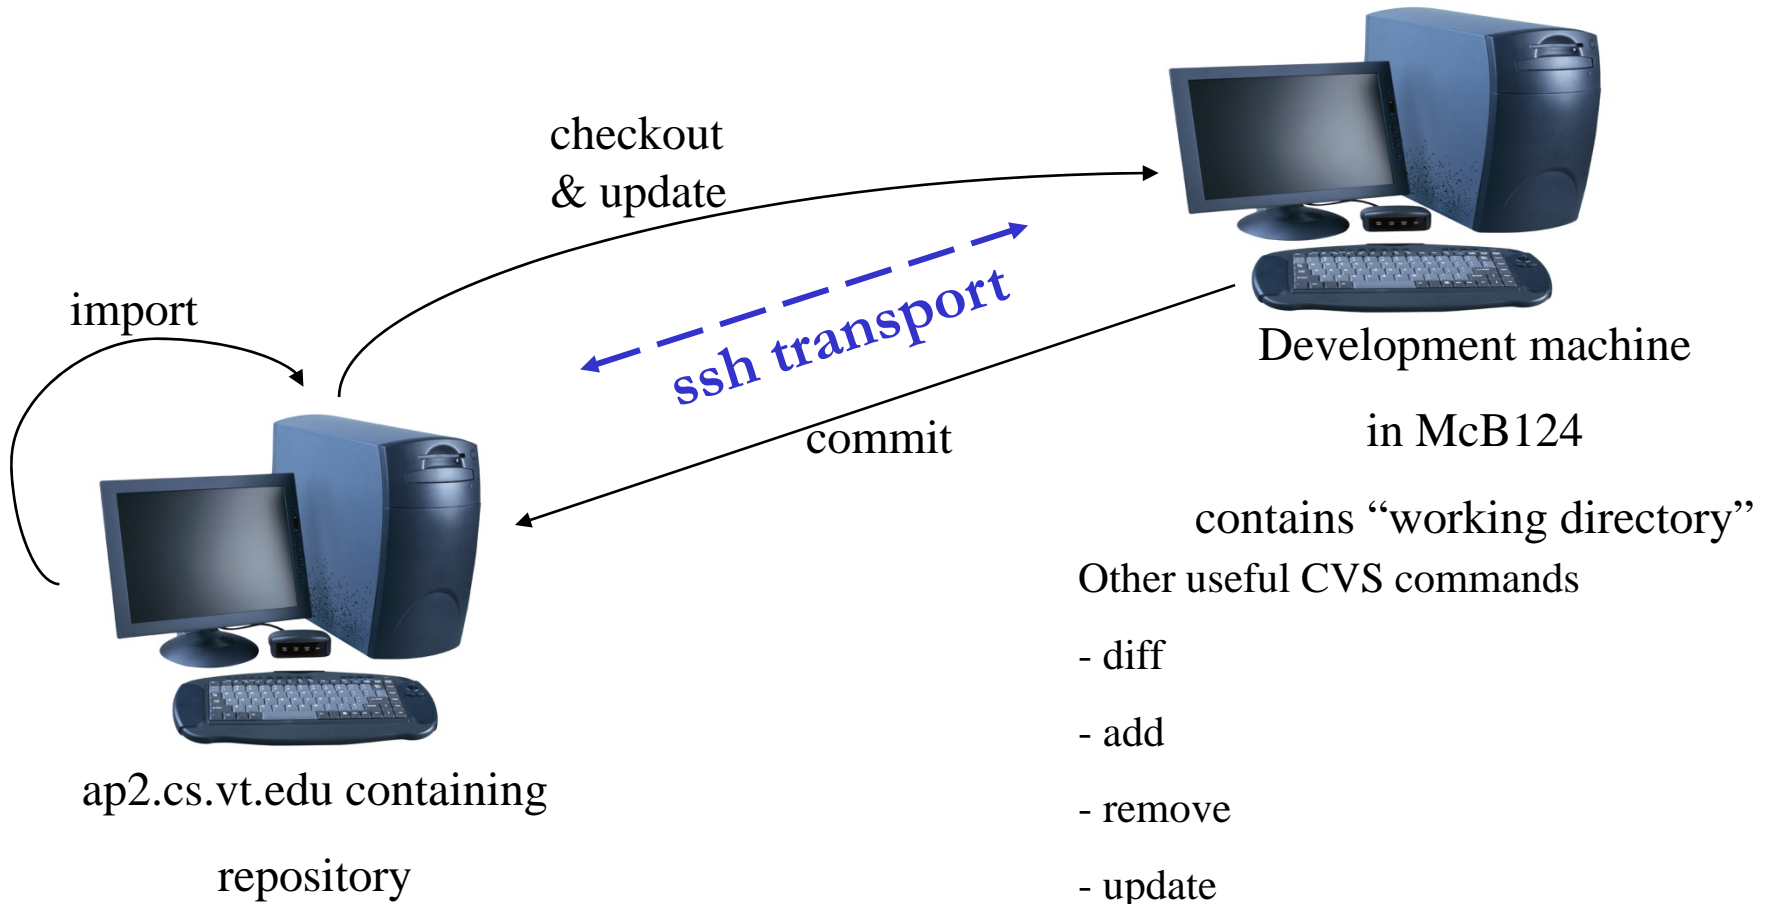 checkout
& update
import
ssh transport
commit
Development machine
in McB124
contains “working directory”
Other useful CVS commands
- diff
- add
- remove
- update
ap2.cs.vt.edu containing
repository